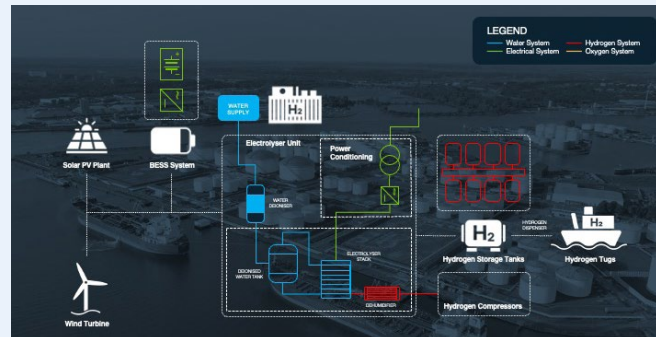 LEGEND
Water System
Hydrogen System
Electrical System
Oxygen System
WATER
SUPPLY
H2
Solar PV Plant
BESS System
Electrolyser Unit
Power
Conditioning
WATER
DEIONISER
HYDROGEN
DISPENSER
H2
H2
Hydrogen Storage Tanks
Hydrogen Tugs
DEIONISED
WATER TANK
ELECTROLYSER
STACK
DEHUMIDIFIER
Hydrogen Compressors
Wind Turbine